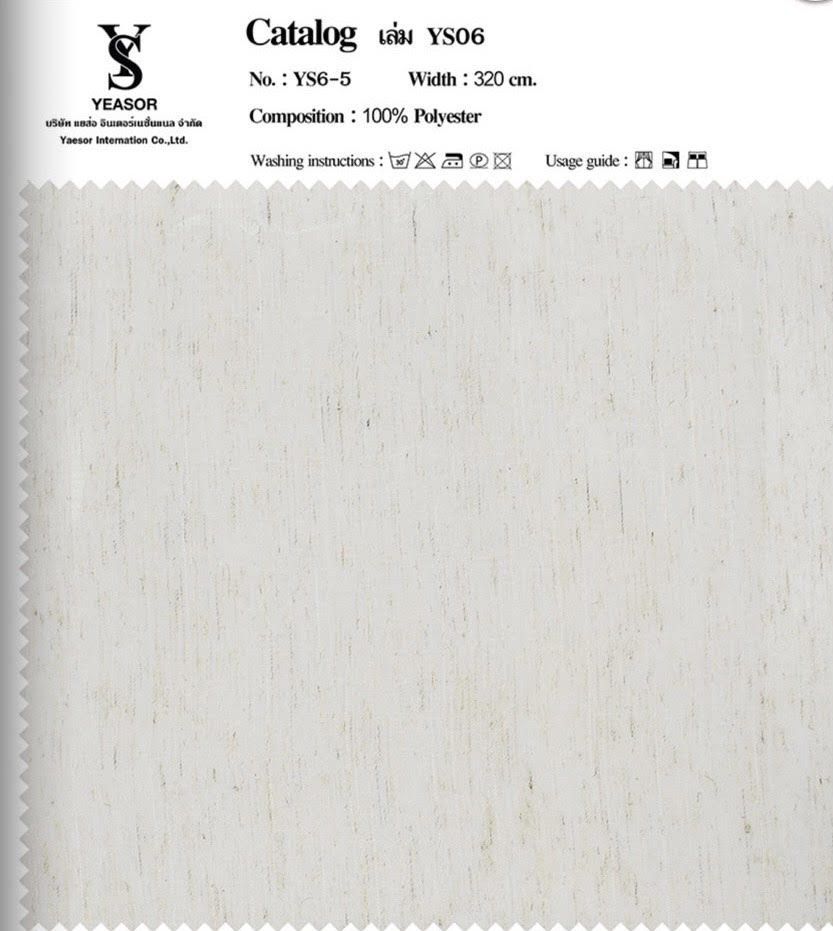 YS
YEASOR
บริษัท แยส่อ อินเตอร์เนชั่นแนล จำกัด
Yaesor Internation Co.,Ltd.
Catalog เล่ม YS06
No. : YS6-5 Width : 320 cm.
Composition : 100% Polyester
Washing instructions : 30 P Usage guide :